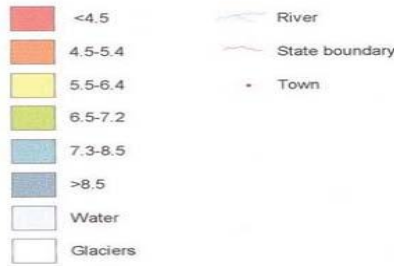 <4.5
4.5-5.4
5.5-6.4
6.5-7.2
7.3-8.5
>8.5
Water
Glaciers
River
State boundary
Town